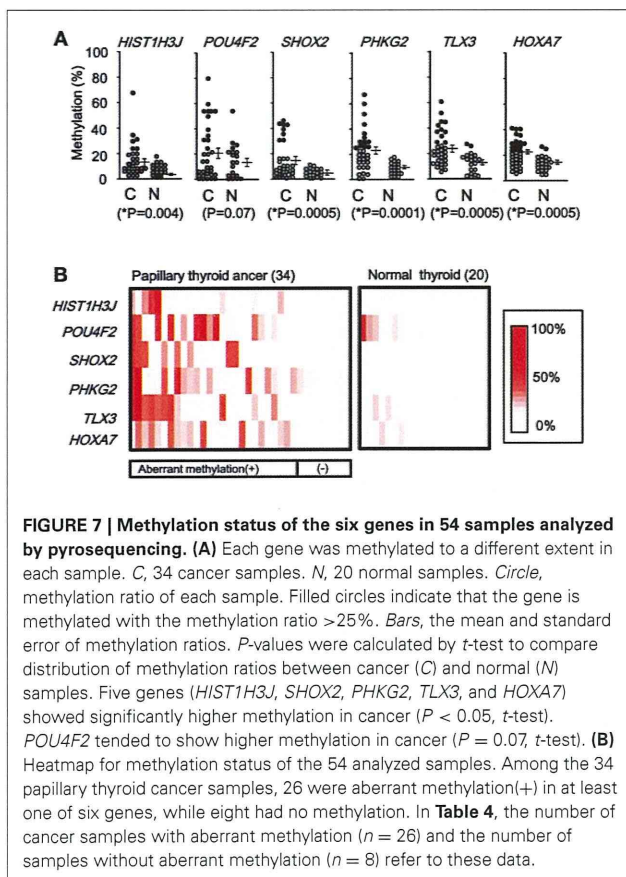 A
HIST1H3J POU4F2 SHOX2 PHKG2 TLX3 HOXA7
Methylation (%)
100
80
60
40
20
0
C N C N C N C N C N C N
(*P=0.004) (P=0.07) (*P=0.0005) (*P=0.0001) (*P=0.0005) (*P=0.0005)
B
Papillary thyroid ancer (34) Normal thyroid (20)
HIST1H3J
POU4F2
SHOX2
PHKG2
TLX3
HOXA7
100%
50%
0%
Aberrant methylation(+) (-)
FIGURE 7 | Methylation status of the six genes in 54 samples analyzed
by pyrosequencing. (A) Each gene was methylated to a different extent in
each sample. C, 34 cancer samples. N, 20 normal samples. Circle,
methylation ratio of each sample. Filled circles indicate that the gene is
methylated with the methylation ratio >25%. Bars, the mean and standard
error of methylation ratios. P-values were calculated by t-test to compare
distribution of methylation ratios between cancer (C) and normal (N)
samples. Five genes (HIST1H3J, SHOX2, PHKG2, TLX3, and HOXA7)
showed significantly higher methylation in cancer (P < 0.05, t-test).
POU4F2 tended to show higher methylation in cancer (P = 0.07, t-test). (B)
Heatmap for methylation status of the 54 analyzed samples. Among the 34
papillary thyroid cancer samples, 26 were aberrant methylation(+) in at least
one of six genes, while eight had no methylation. In Table 4, the number of
cancer samples with aberrant methylation (n = 26) and the number of
samples without aberrant methylation (n = 8) refer to these data.